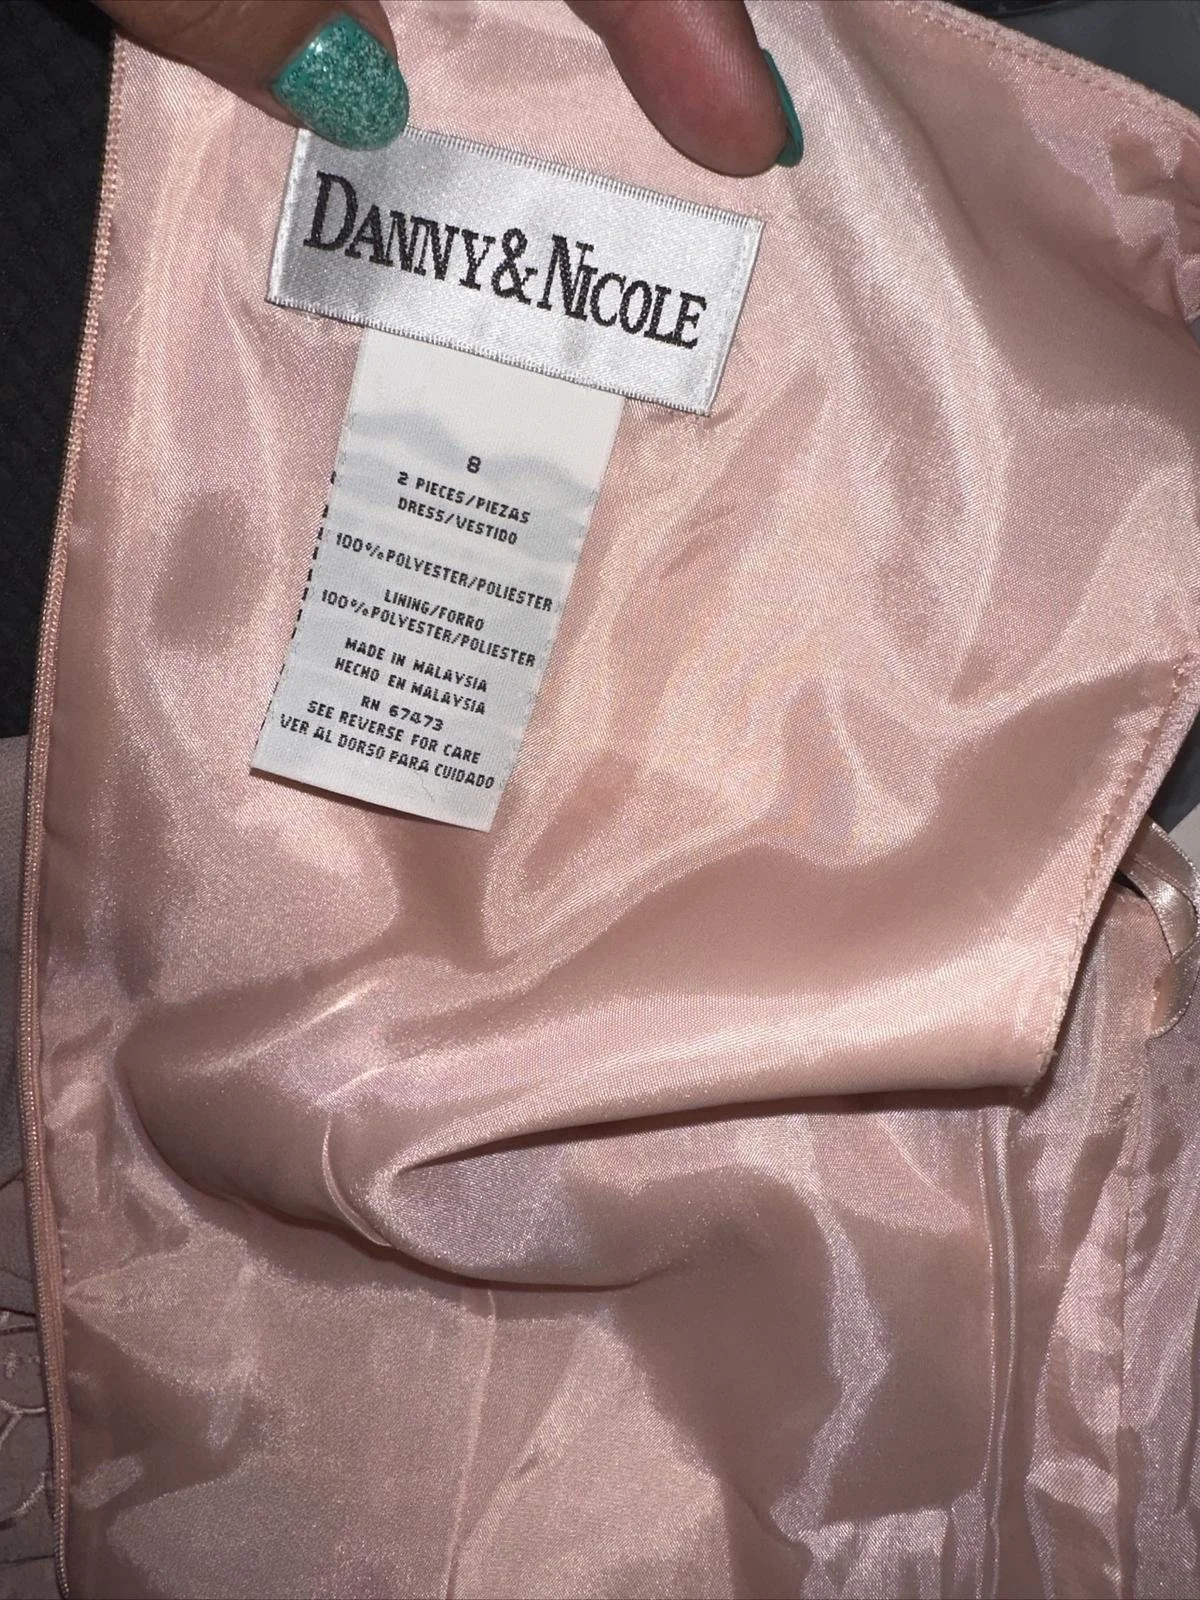 DANNY & NICOLE
8
2 PIECES/PIEZAS
DRESS/VESTIDO
100% POLYESTER/POLIESTER
LINING/FORRO
100% POLYESTER/POLIESTER
MADE IN MALAYSIA
HECHO EN MALAYSIA
RN 67473
SEE REVERSE FOR CARE
VER AL DORSO PARA CUIDADO